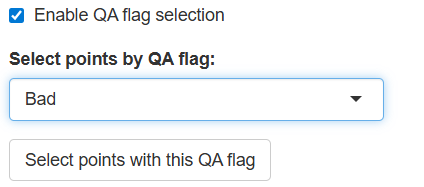 Enable QA flag selection
Select points by QA flag:
Bad
Select points with this QA flag